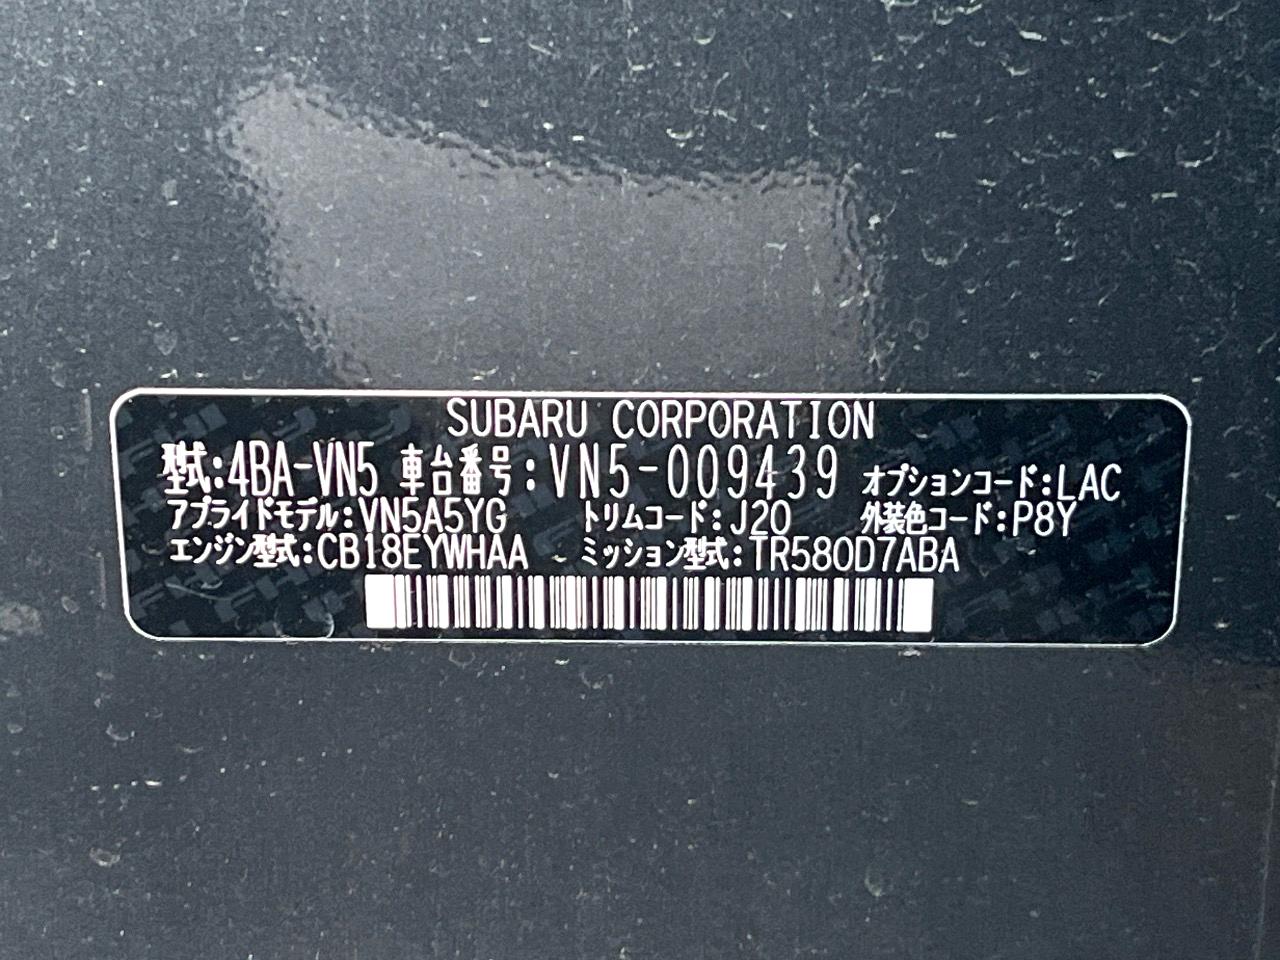 SUBARU CORPORATION
型式:4BA-VN5 車台番号:VN5-009439 オプションコード:LAC
アプライドモデル:VN5A5YG トリムコード:J20 外装色コード:P8Y
エンジン型式:CB18EYWHAA ミッション型式:TR580D7ABA